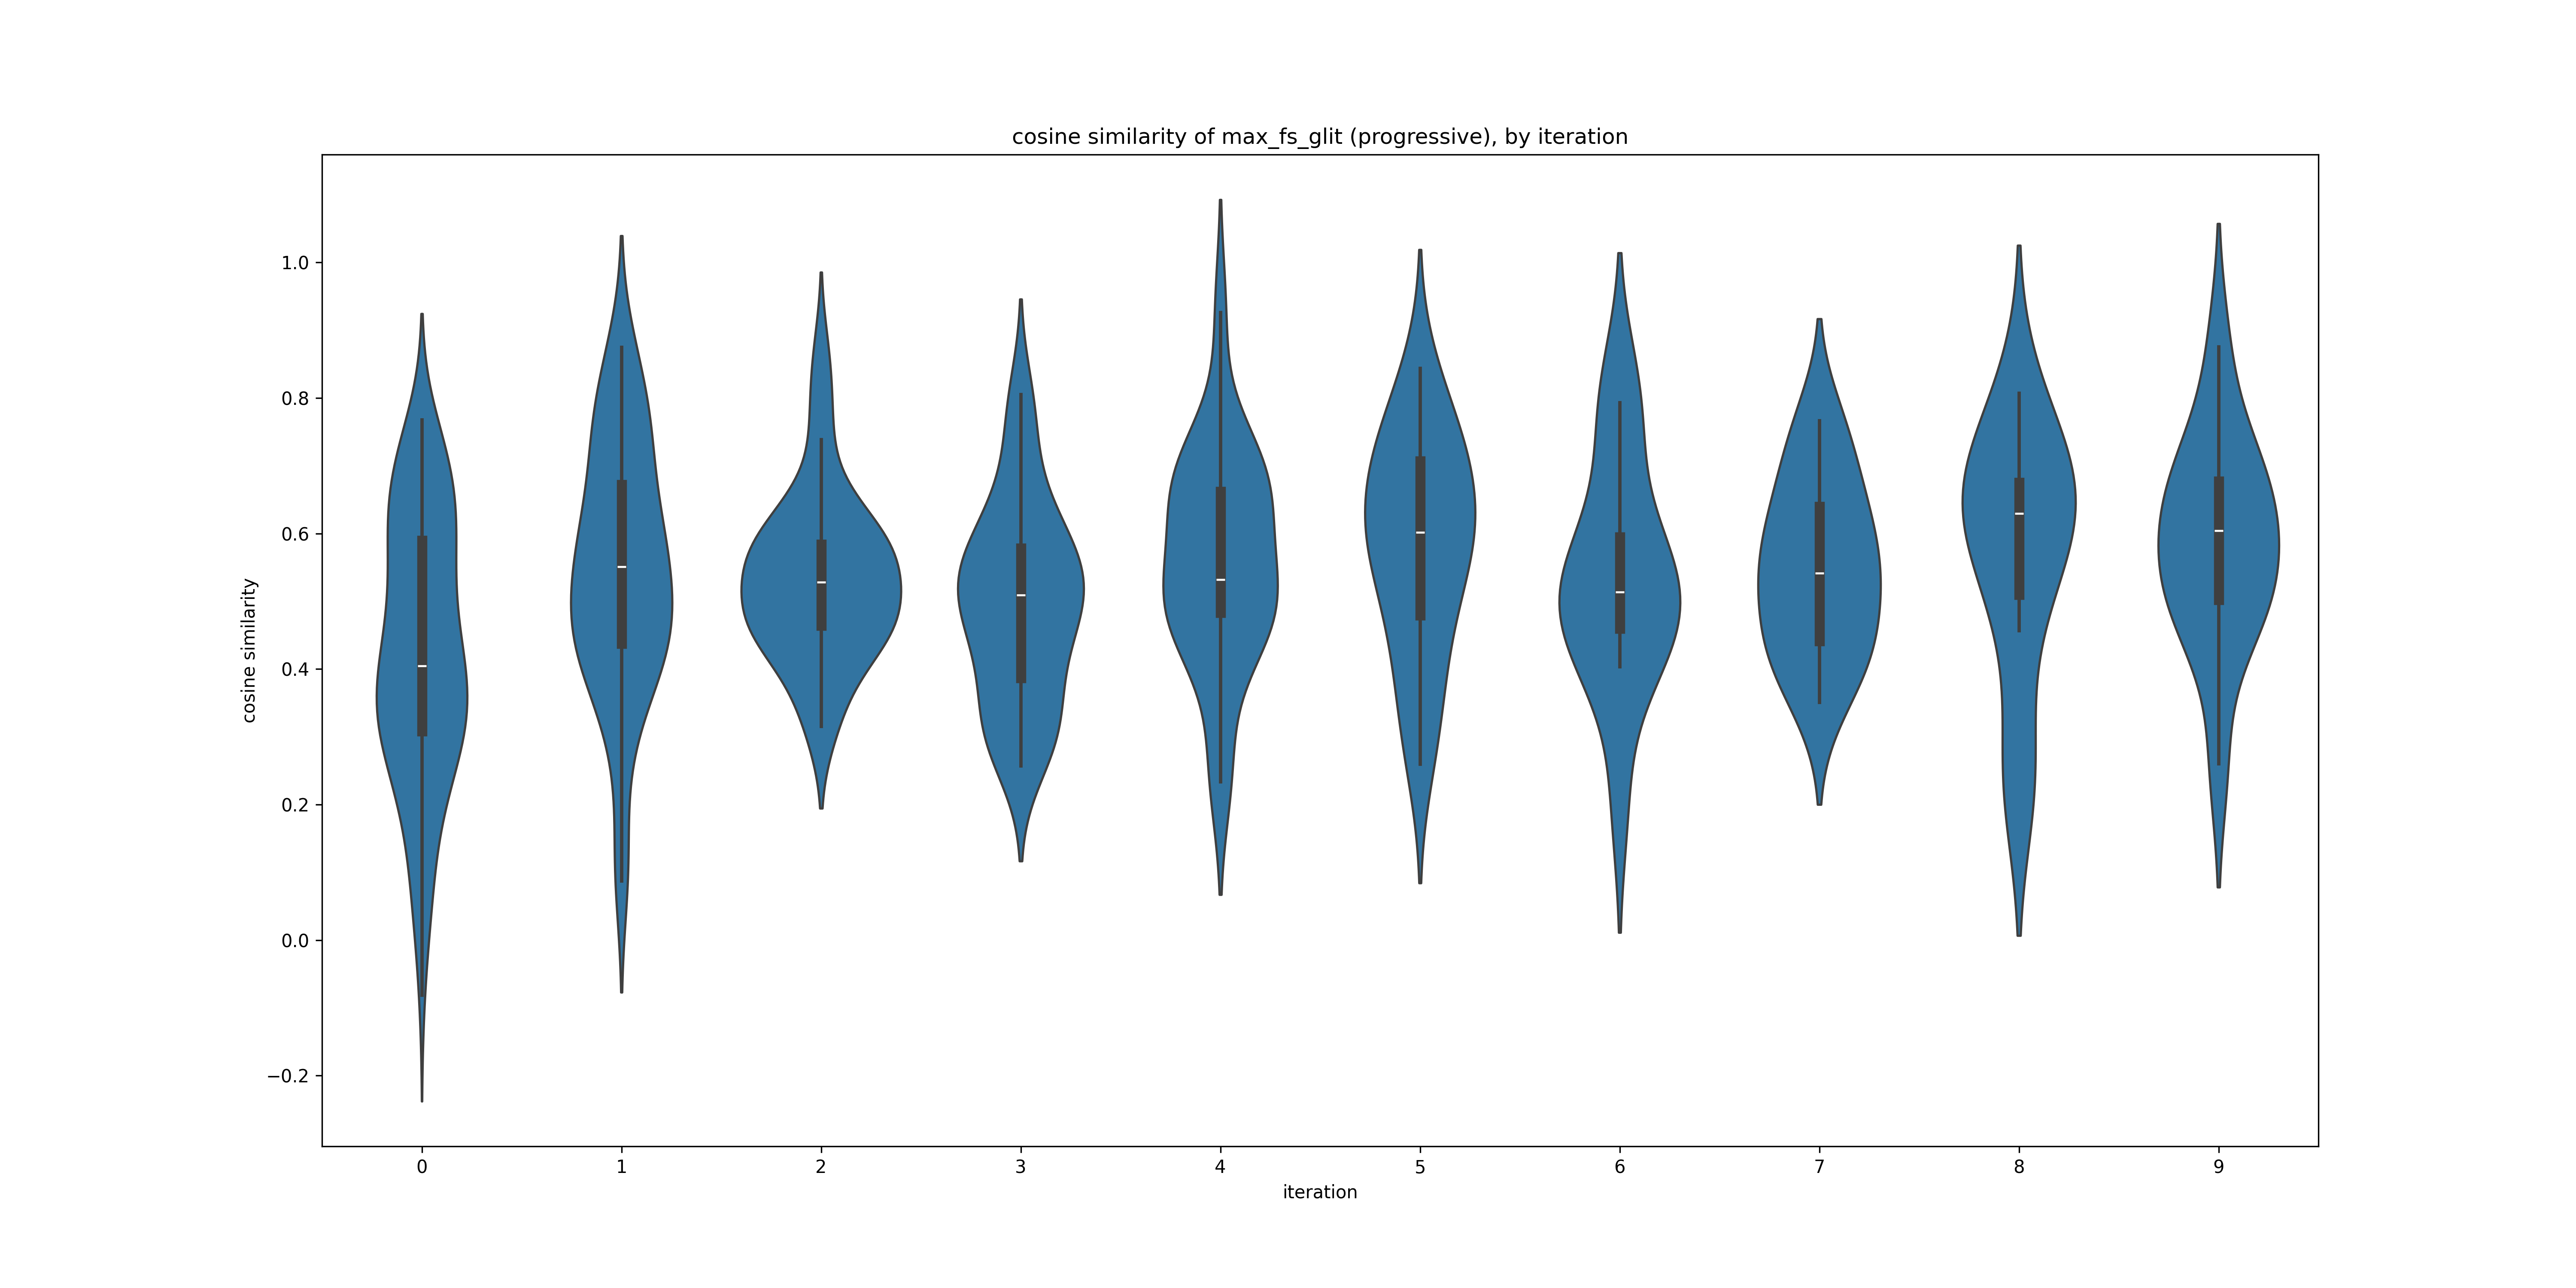 cosine similarity of max_fs_glit (progressive), by iteration
cosine similarity
1.0
0.8
0.6
0.4
0.2
0.0
−0.2
0 1 2 3 4 5 6 7 8 9
iteration